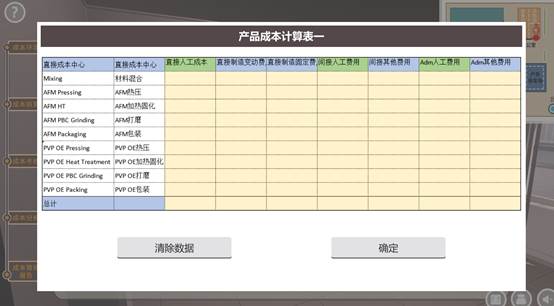 ?
产品成本计算表一
直接成本中心 直接成本中心 直接人工成本 直接制造变动费 直接制造固定费 间接人工费用 间接其他费用 Adm人工费用 Adm其他费用
Mixing 材料混合
AFM Pressing AFM热压
AFM HT AFM加热固化
AFM PBC Grinding AFM打磨
AFM Packaging AFM包装
PVP OE Pressing PVP OE热压
PVP OE Heat Treatment PVP OE加热固化
PVP OE PBC Grinding PVP OE打磨
PVP OE Packing PVP OE包装
总计
清除数据 确定